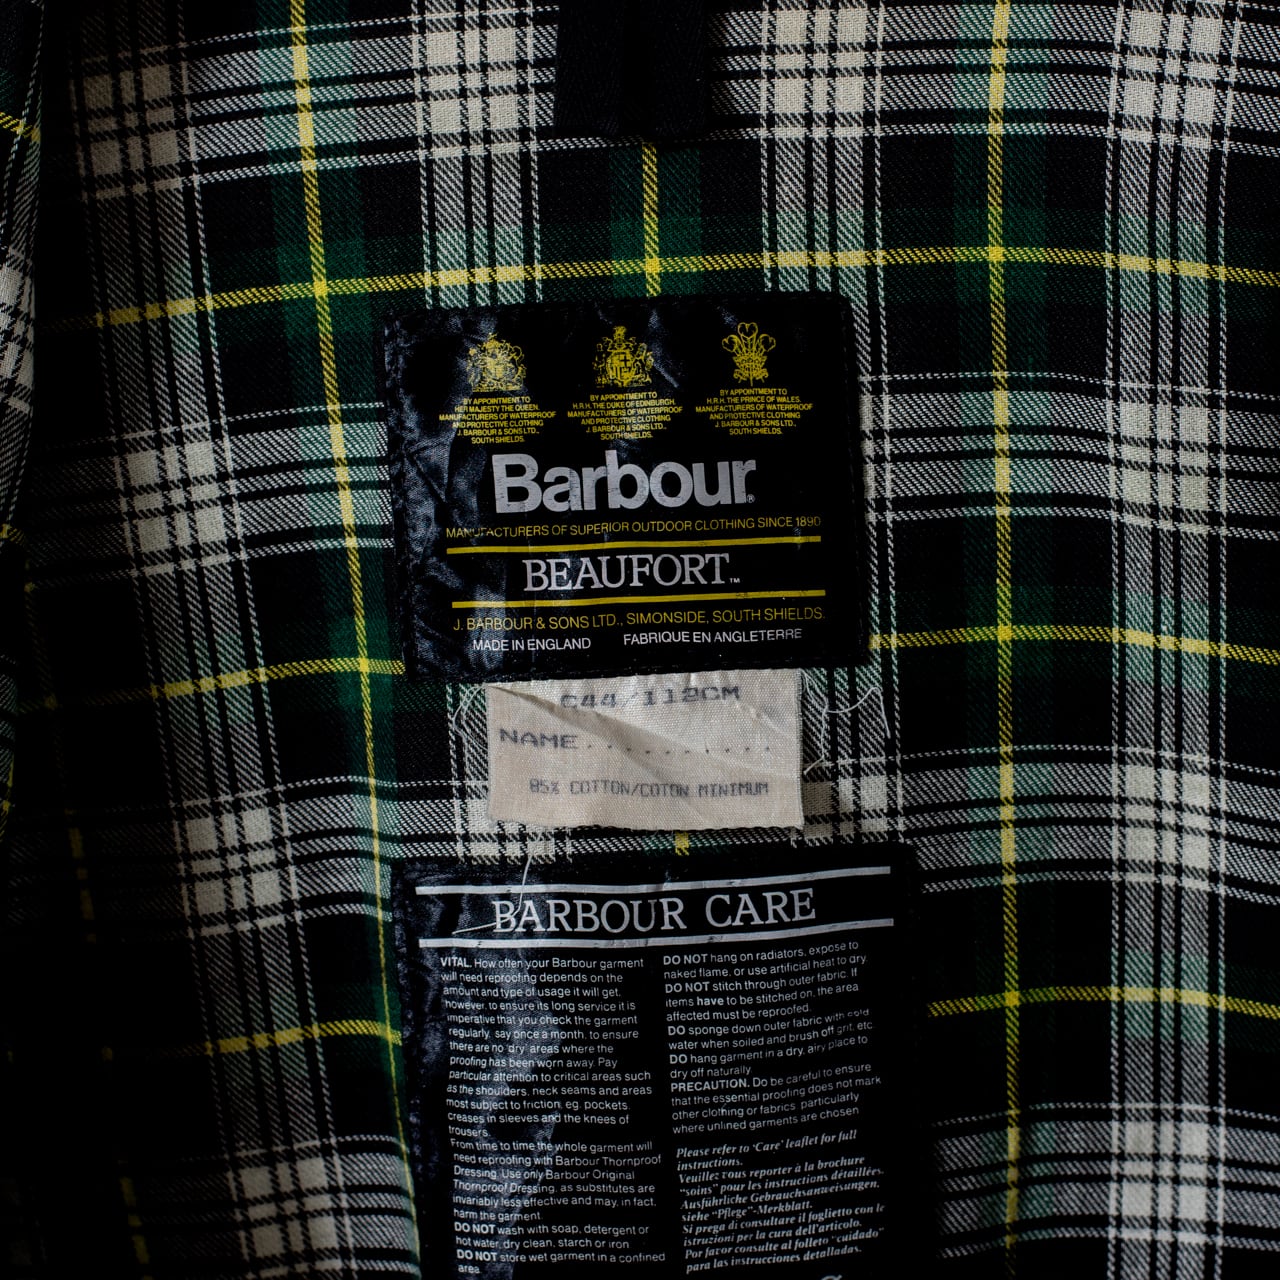 BY APPOINTMENT TO
HER MAJESTY THE QUEEN.
MANUFACTURERS OF WATERPROOF
AND PROTECTIVE CLOTHING
J. BARBOUR & SONS LTD.,
SOUTH SHIELDS.
BY APPOINTMENT TO
H.R.H. THE DUKE OF EDINBURGH.
MANUFACTURERS OF WATERPROOF
AND PROTECTIVE CLOTHING
J. BARBOUR & SONS LTD.,
SOUTH SHIELDS.
BY APPOINTMENT TO
H.R.H. THE PRINCE OF WALES.
MANUFACTURERS OF WATERPROOF
AND PROTECTIVE CLOTHING
J. BARBOUR & SONS LTD.,
SOUTH SHIELDS.
Barbour®
MANUFACTURERS OF SUPERIOR OUTDOOR CLOTHING SINCE 1890
BEAUFORT™
J. BARBOUR & SONS LTD., SIMONSIDE, SOUTH SHIELDS.
MADE IN ENGLAND FABRIQUE EN ANGLETERRE
C44/112CM
NAME..........
85% COTTON/COTON MINIMUM
BARBOUR CARE
VITAL. How often your Barbour garment
will need reproofing depends on the
amount and type of usage it will get,
however, to ensure its long service it is
imperative that you check the garment
regularly, say once a month, to ensure
there are no 'dry' areas where the
proofing has been worn away. Pay
particular attention to critical areas such
as the shoulders, neck seams and areas
most subject to friction, eg. pockets,
creases in sleeves and the knees of
trousers.
From time to time the whole garment will
need reproofing with Barbour Thornproof
Dressing. Use only Barbour Original
Thornproof Dressing, as substitutes are
invariably less effective and may, in fact,
harm the garment.
DO NOT wash with soap, detergent or
hot water, dry clean, starch or iron.
DO NOT store wet garment in a confined
area.
DO NOT hang on radiators, expose to
naked flame, or use artificial heat to dry.
DO NOT stitch through outer fabric. If
items have to be stitched on, the area
affected must be reproofed.
DO sponge down outer fabric with cold
water when soiled and brush off grit, etc.
DO hang garment in a dry, airy place to
dry off naturally.
PRECAUTION. Do be careful to ensure
that the essential proofing does not mark
other clothing or fabrics, particularly
where unlined garments are chosen.
Please refer to 'Care' leaflet for full
instructions.
Veuillez vous reporter à la brochure
"soins" pour les instructions détaillées.
Ausführliche Gebrauchsanweisungen,
siehe "Pflege"-Merkblatt.
Si prega di consultare il foglietto con le
istruzioni per la cura dell'articolo.
Por favor consulte al folleto "cuidado"
para las instrucciones detalladas.